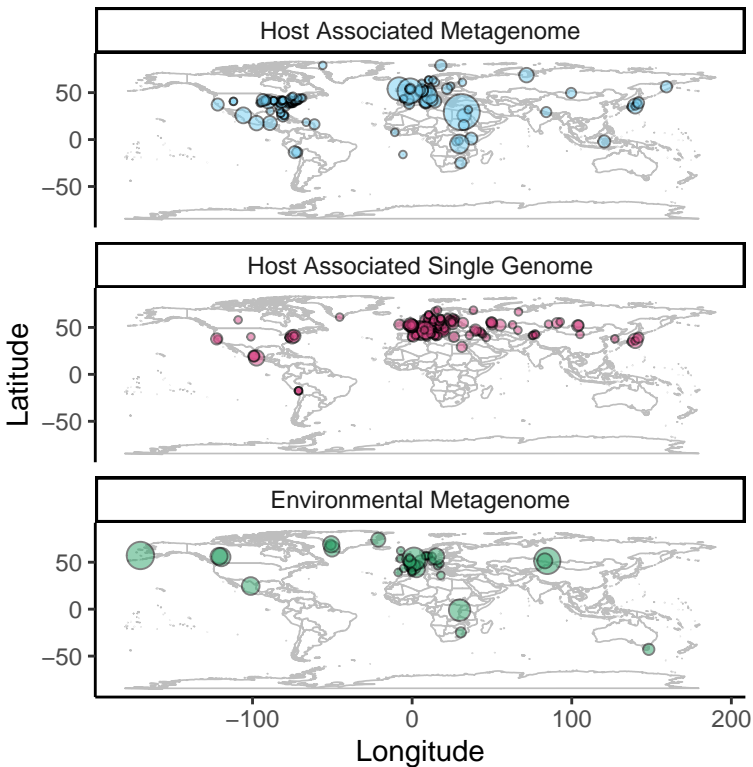 Host Associated Metagenome
50
0
−50
Host Associated Single Genome
50
0
−50
Latitude
Environmental Metagenome
50
0
−50
−100 0 100 200
Longitude